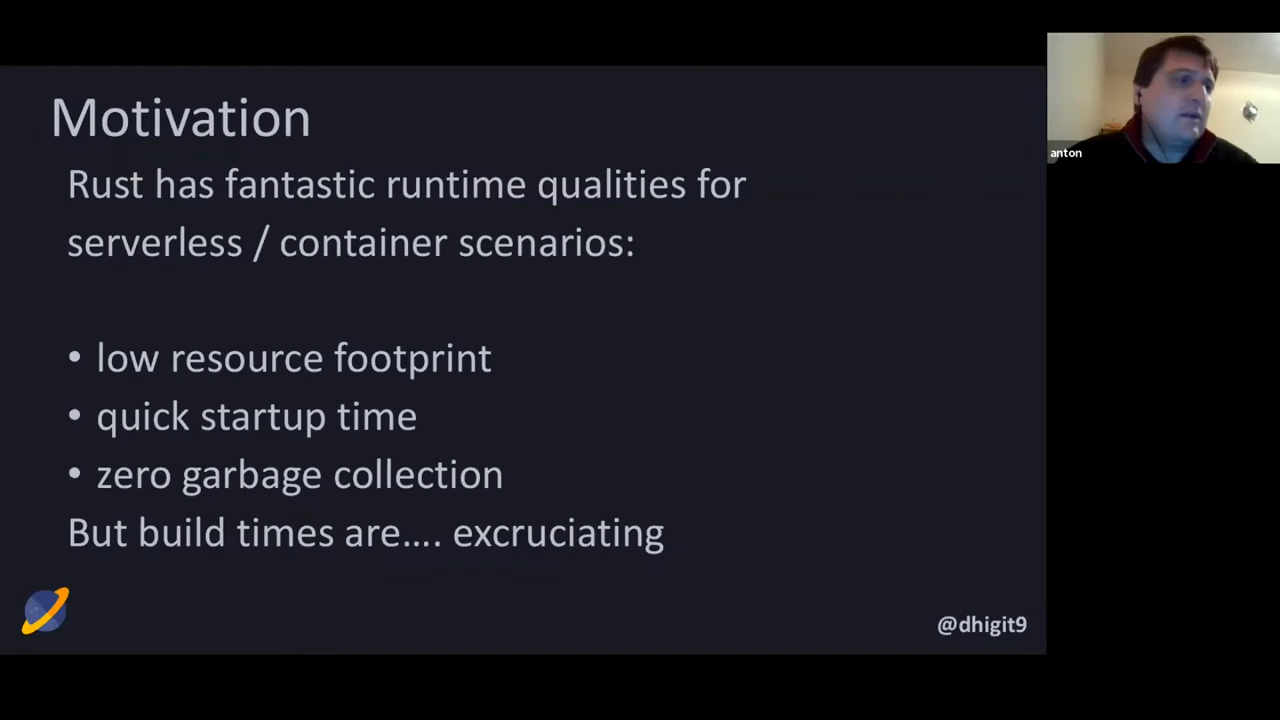 Motivation
Rust has fantastic runtime qualities for
serverless / container scenarios:
• low resource footprint
• quick startup time
• zero garbage collection
But build times are.... excruciating
@dhigit9
anton